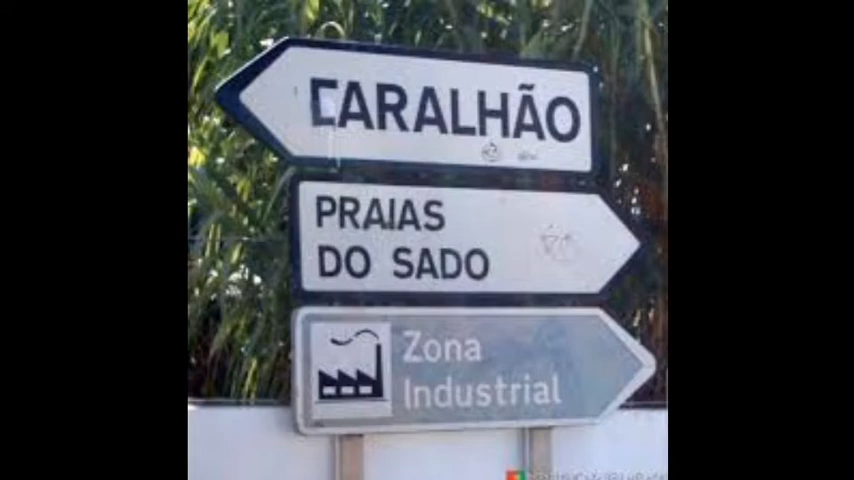 CARALHÃO
PRAIAS
DO SADO
Zona
Industrial